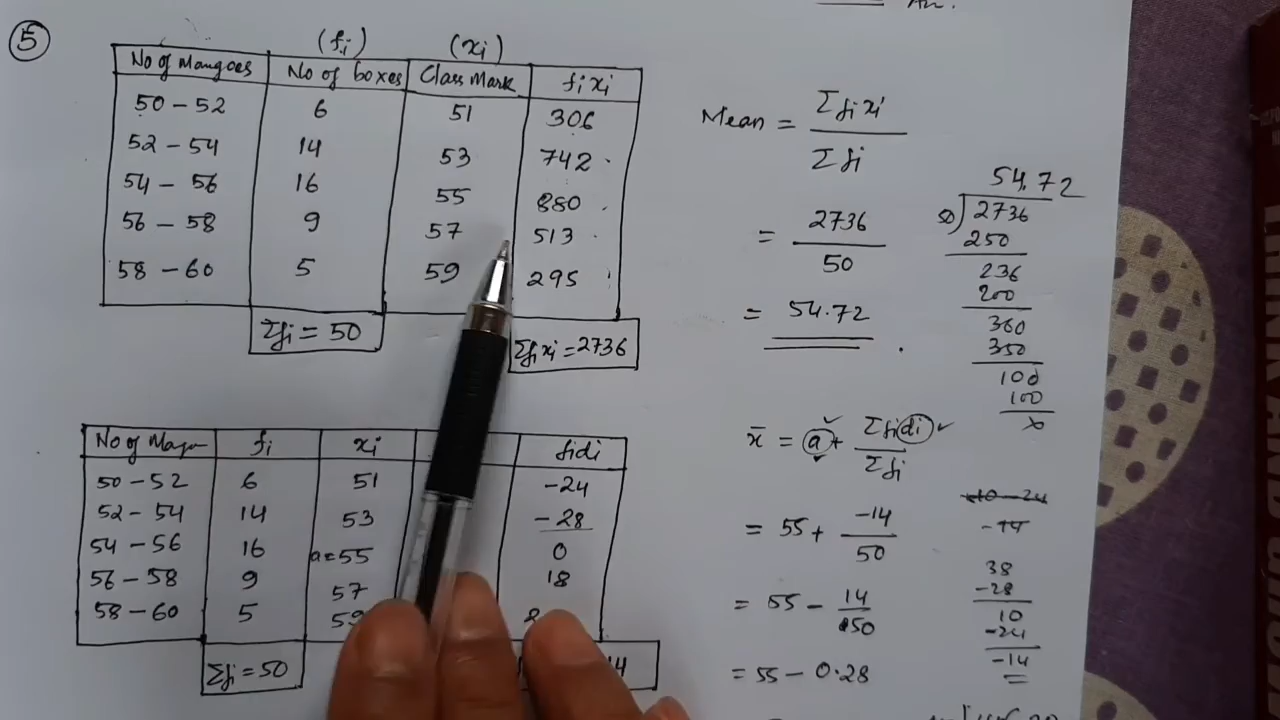 5
(fi) (xi)
No of Mangoes No of boxes Class Mark fixi
50 – 52 6 51 306
52 – 54 14 53 742
54 – 56 16 55 880
56 – 58 9 57 513
58 – 60 5 59 295
Σfi = 50 Σfixi = 2736
Mean = Σfixi / Σfi
= 2736 / 50
= 54.72
54.72
50)2736
250
236
200
360
350
100
100
x
No of Mango fi xi fidi
50 – 52 6 51 -24
52 – 54 14 53 -28
54 – 56 16 a=55 0
56 – 58 9 57 18
58 – 60 5 59
Σfi = 50 14
x̄ = a + Σfidi / Σfi
= 55 + -14 / 50
= 55 – 14 / 50
= 55 – 0.28
38
-28
10
-24
-14